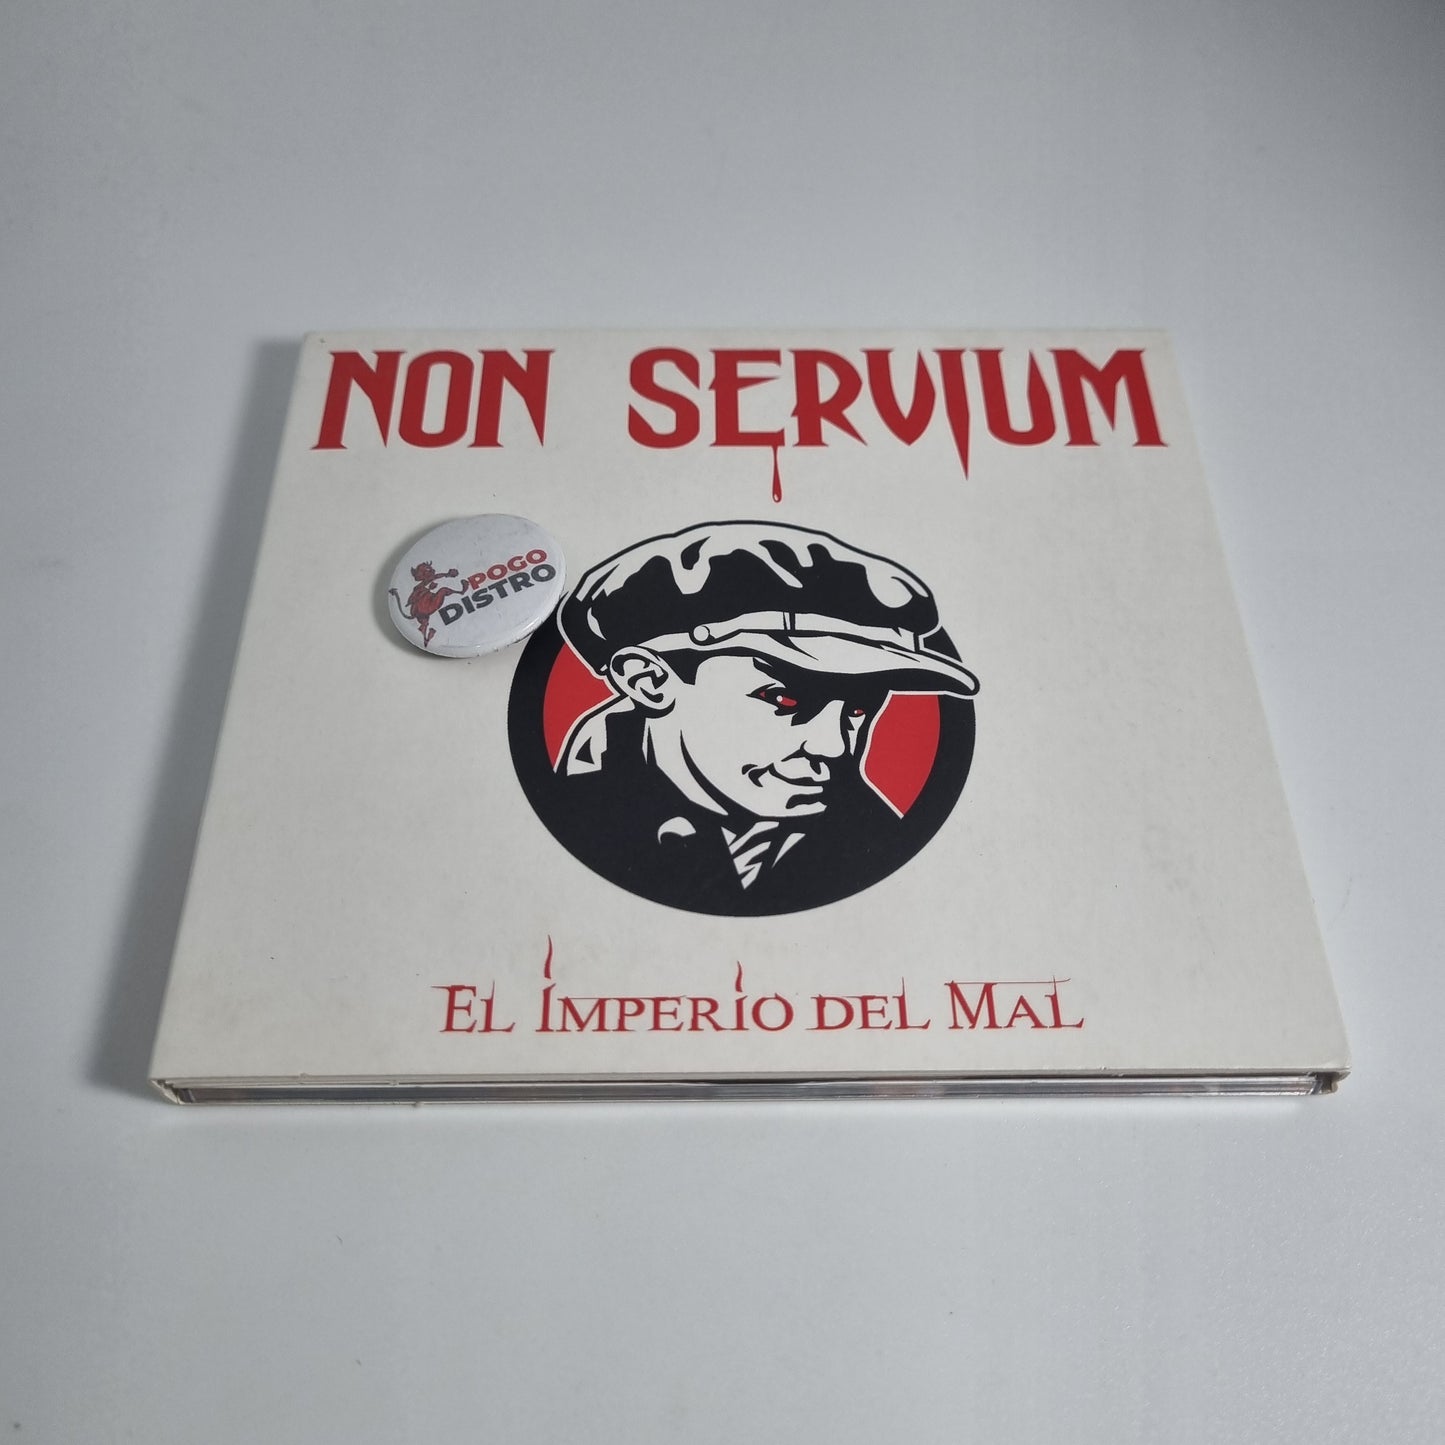 NON SERVIUM
POGO
DISTRO
EL IMPERIO DEL MAL